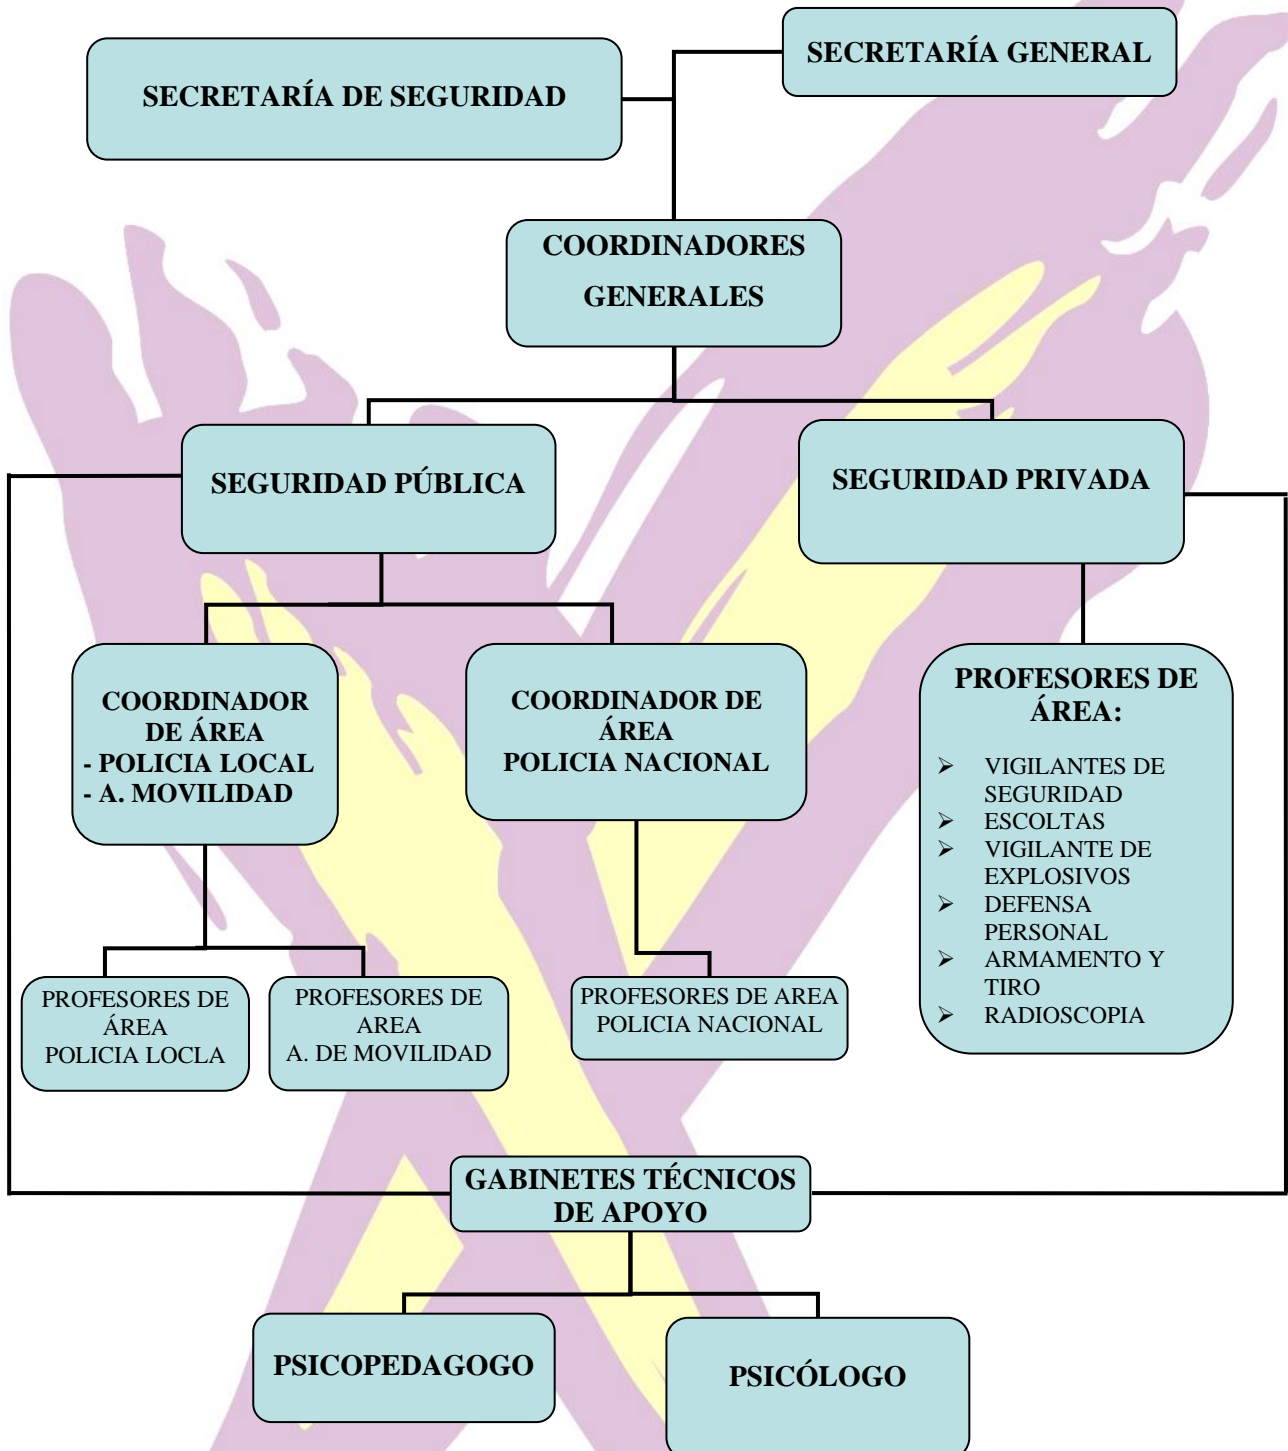 SECRETARÍA GENERAL
SECRETARÍA DE SEGURIDAD
COORDINADORES
GENERALES
SEGURIDAD PÚBLICA
SEGURIDAD PRIVADA
COORDINADOR
DE ÁREA
- POLICIA LOCAL
- A. MOVILIDAD
COORDINADOR DE
ÁREA
POLICIA NACIONAL
PROFESORES DE
ÁREA:
➢ VIGILANTES DE
SEGURIDAD
➢ ESCOLTAS
➢ VIGILANTE DE
EXPLOSIVOS
➢ DEFENSA
PERSONAL
➢ ARMAMENTO Y
TIRO
➢ RADIOSCOPIA
PROFESORES DE
ÁREA
POLICIA LOCLA
PROFESORES DE
AREA
A. DE MOVILIDAD
PROFESORES DE AREA
POLICIA NACIONAL
GABINETES TÉCNICOS
DE APOYO
PSICOPEDAGOGO
PSICÓLOGO